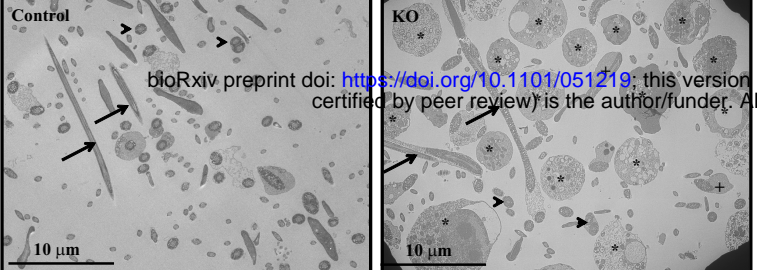 Control
KO
bioRxiv preprint doi: https://doi.org/10.1101/051219; this version
certified by peer review) is the author/funder. A
10 µm
10 µm